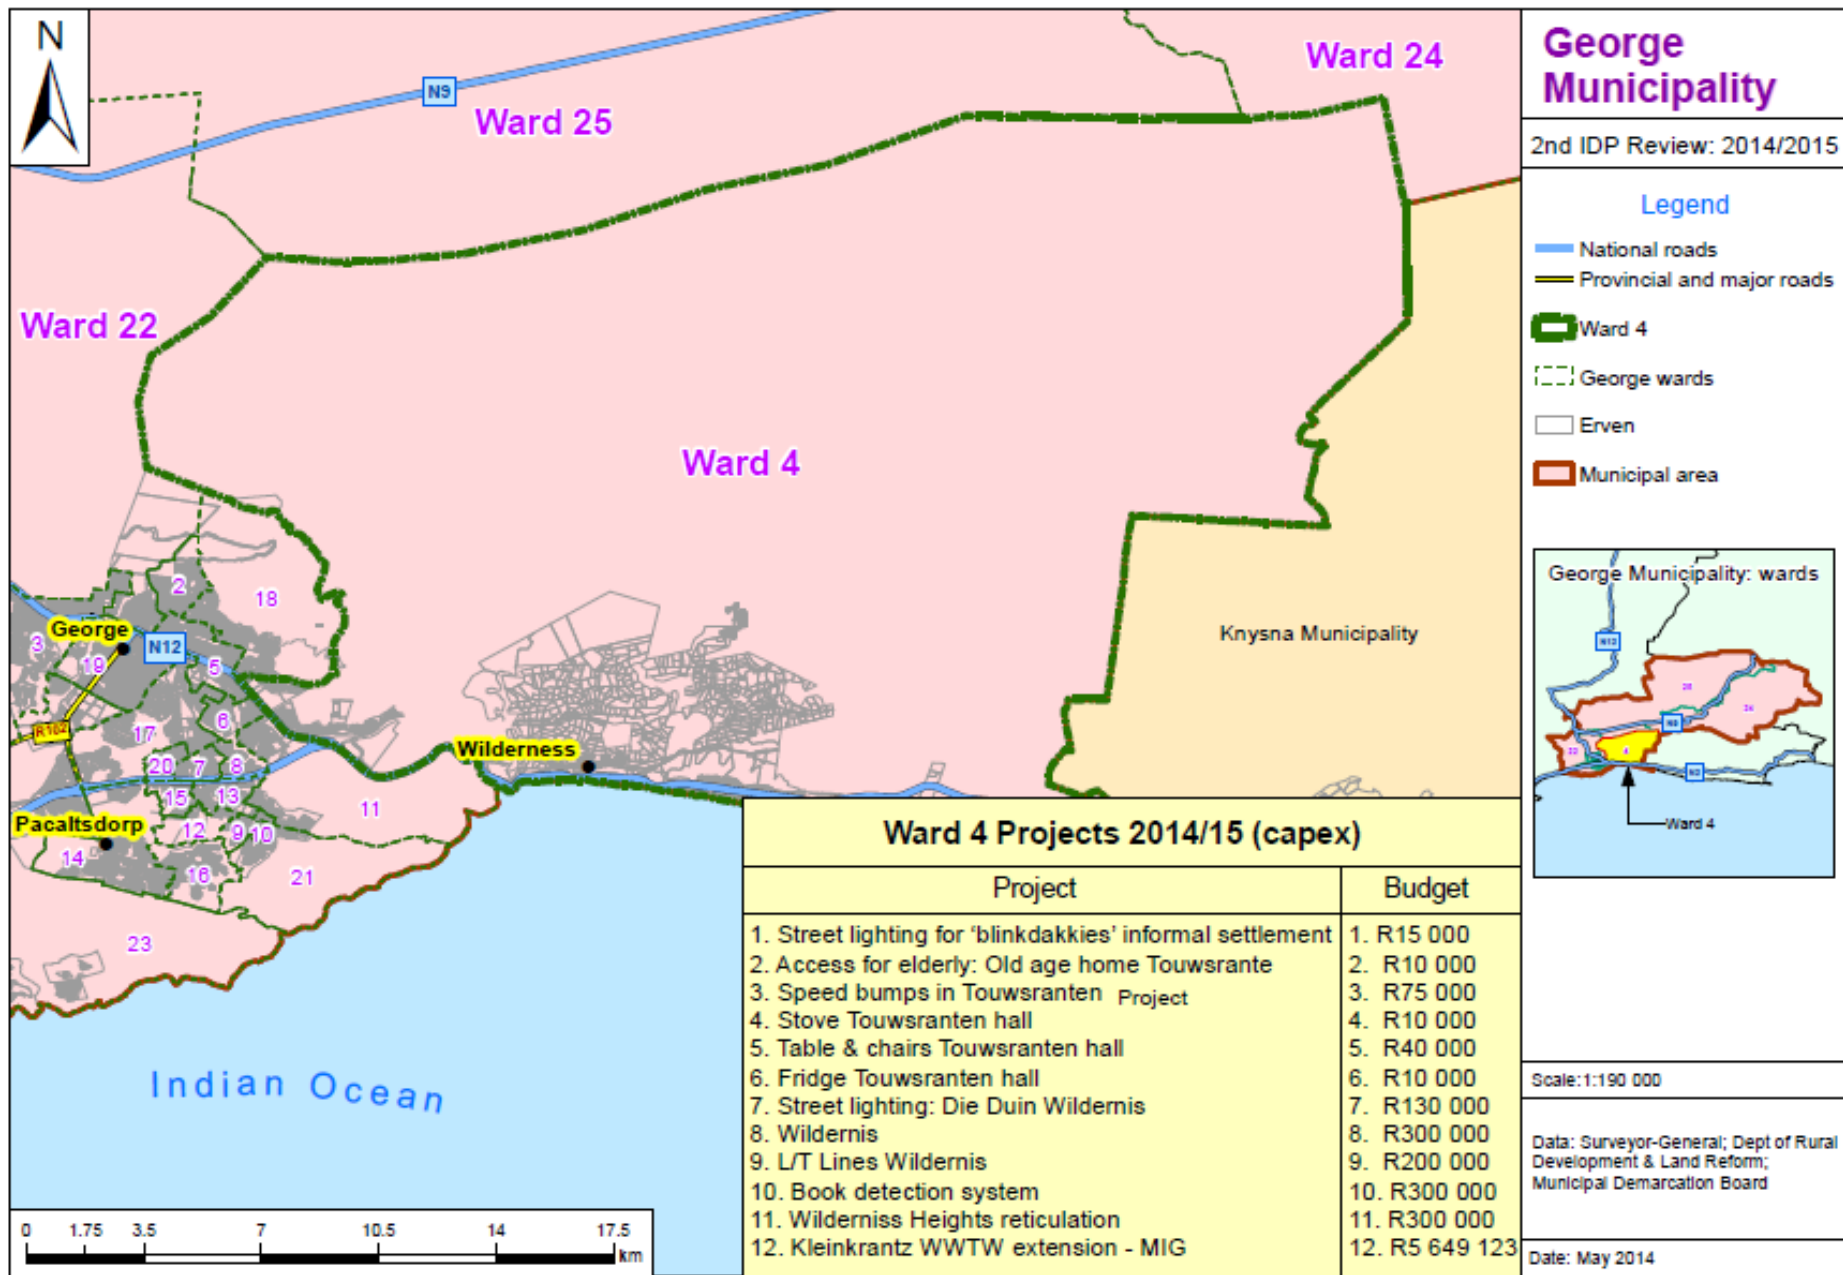 N
N9
Ward 24
Ward 25
Ward 22
Ward 4
2
18
George
N12
3
19
5
R102
6
17
Wilderness
Knysna Municipality
20
7
8
15
13
11
Pacaltsdorp
12
9
10
14
16
21
23
Indian Ocean
0 1.75 3.5 7 10.5 14 17.5
km
Ward 4 Projects 2014/15 (capex)
Project Budget
1. Street lighting for ‘blinkdakkies’ informal settlement 1. R15 000
2. Access for elderly: Old age home Touwsrante 2. R10 000
3. Speed bumps in Touwsranten Project 3. R75 000
4. Stove Touwsranten hall 4. R10 000
5. Table & chairs Touwsranten hall 5. R40 000
6. Fridge Touwsranten hall 6. R10 000
7. Street lighting: Die Duin Wildernis 7. R130 000
8. Wildernis 8. R300 000
9. L/T Lines Wildernis 9. R200 000
10. Book detection system 10. R300 000
11. Wilderniss Heights reticulation 11. R300 000
12. Kleinkrantz WWTW extension - MIG 12. R5 649 123
George
Municipality
2nd IDP Review: 2014/2015
Legend
National roads
Provincial and major roads
Ward 4
George wards
Erven
Municipal area
George Municipality: wards
N12
N9
4
N2
Ward 4
Scale:1:190 000
Data: Surveyor-General; Dept of Rural
Development & Land Reform;
Municipal Demarcation Board
Date: May 2014